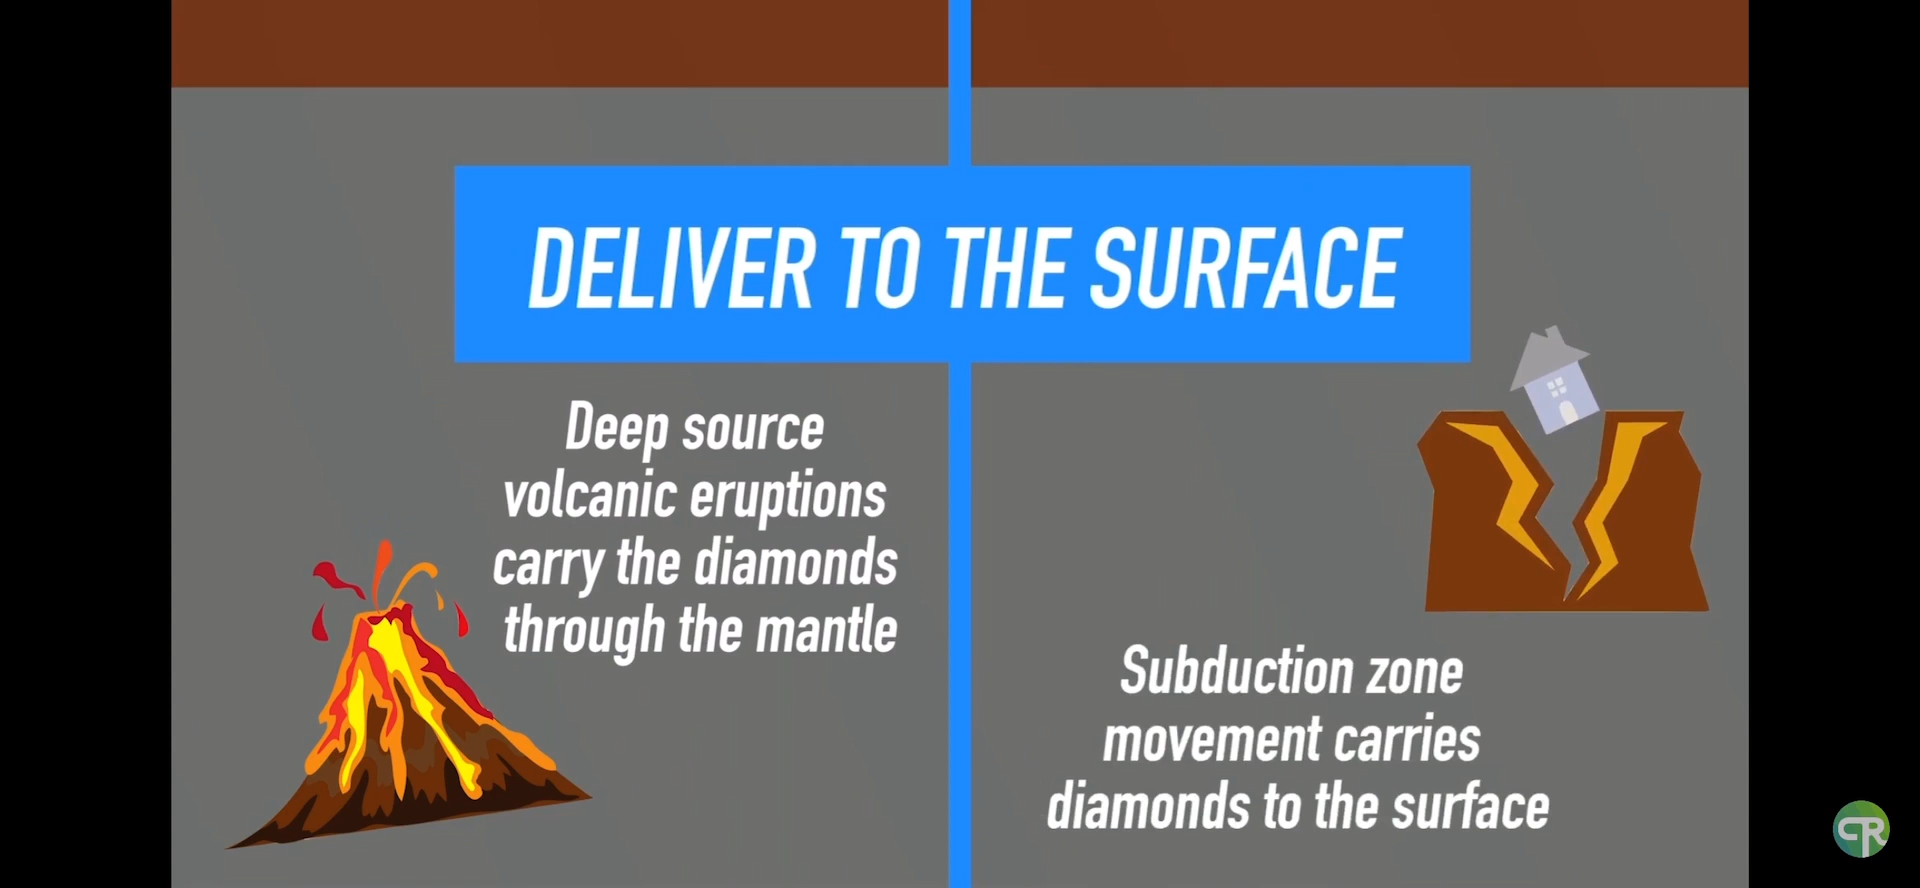 DELIVER TO THE SURFACE
Deep source
volcanic eruptions
carry the diamonds
through the mantle
Subduction zone
movement carries
diamonds to the surface